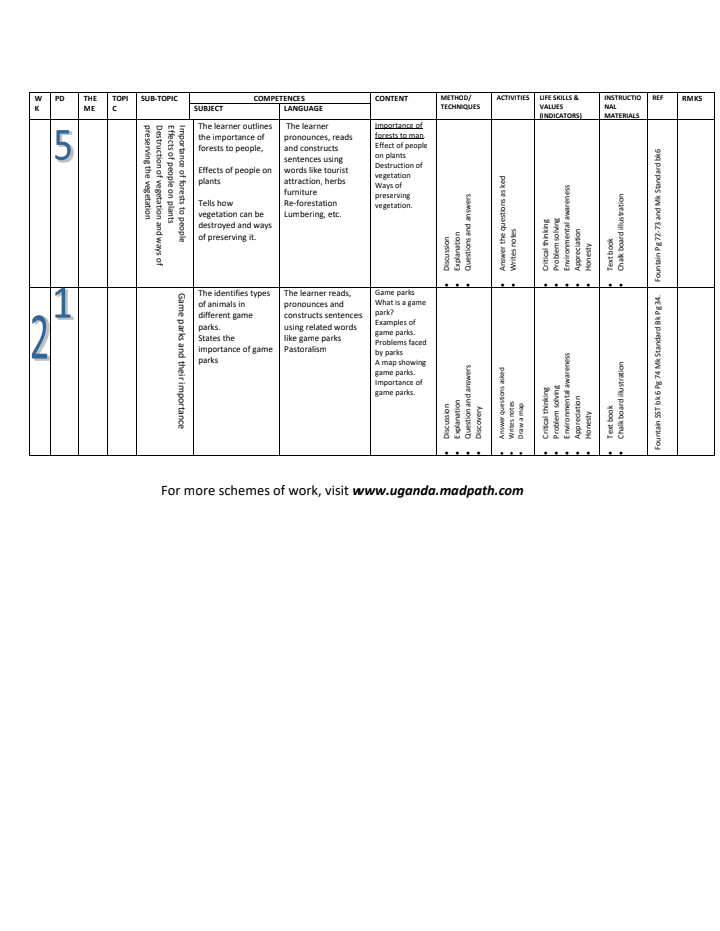 W
K
PD
THE
ME
TOPI
C
SUB-TOPIC
COMPETENCES
SUBJECT
LANGUAGE
CONTENT
METHOD/
TECHNIQUES
ACTIVITIES
LIFE SKILLS &
VALUES
(INDICATORS)
INSTRUCTIO
NAL
MATERIALS
REF
RMKS
5
Importance of forests to people
Effects of people on plants
Destruction of vegetation and ways of
preserving the vegetation
The learner outlines
the importance of
forests to people,
Effects of people on
plants
Tells how
vegetation can be
destroyed and ways
of preserving it.
The learner
pronounces, reads
and constructs
sentences using
words like tourist
attraction, herbs
furniture
Re-forestation
Lumbering, etc.
Importance of
forests to man.
Effect of people
on plants
Destruction of
vegetation
Ways of
preserving
vegetation.
• Discussion
• Explanation
• Questions and answers
• Answer the questions as ked
• Writes notes
• Critical thinking
• Problem solving
• Environmental awareness
• Appreciation
• Honesty
• Text book
• Chalk board illustration
Fountain Pg 72-73 and Mk Standard bk6
2
1
Game parks and their importance
The identifies types
of animals in
different game
parks.
States the
importance of game
parks
The learner reads,
pronounces and
constructs sentences
using related words
like game parks
Pastoralism
Game parks
What is a game
park?
Examples of
game parks.
Problems faced
by parks
A map showing
game parks.
Importance of
game parks.
• Discussion
• Explanation
• Question and answers
• Discovery
• Answer questions asked
• Writes notes
• Draw a map
• Critical thinking
• Problem solving
• Environmental awareness
• Appreciation
• Honesty
• Text book
• Chalk board illustration
Fountain SST bk 6 Pg 74 Mk Standard Bk Pg 34.
For more schemes of work, visit www.uganda.madpath.com